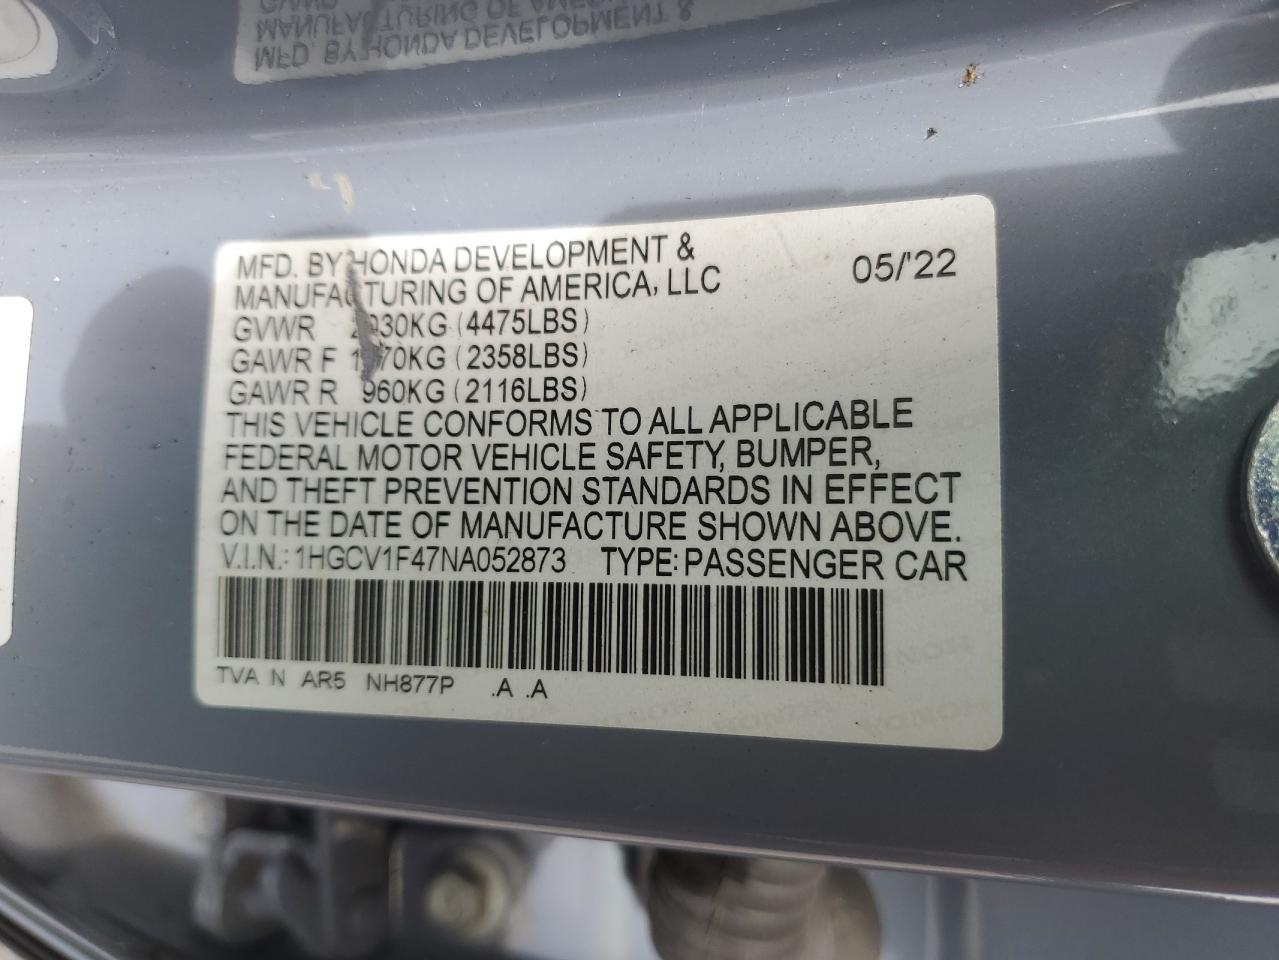 MFD. BY HONDA DEVELOPMENT &
MANUFACTURING OF AMERICA, LLC 05/'22
GVWR 2030KG (4475LBS)
GAWR F 1070KG (2358LBS)
GAWR R 960KG (2116LBS)
THIS VEHICLE CONFORMS TO ALL APPLICABLE
FEDERAL MOTOR VEHICLE SAFETY, BUMPER,
AND THEFT PREVENTION STANDARDS IN EFFECT
ON THE DATE OF MANUFACTURE SHOWN ABOVE.
V.I.N.: 1HGCV1F47NA052873 TYPE: PASSENGER CAR
TVA N AR5 NH877P .A .A